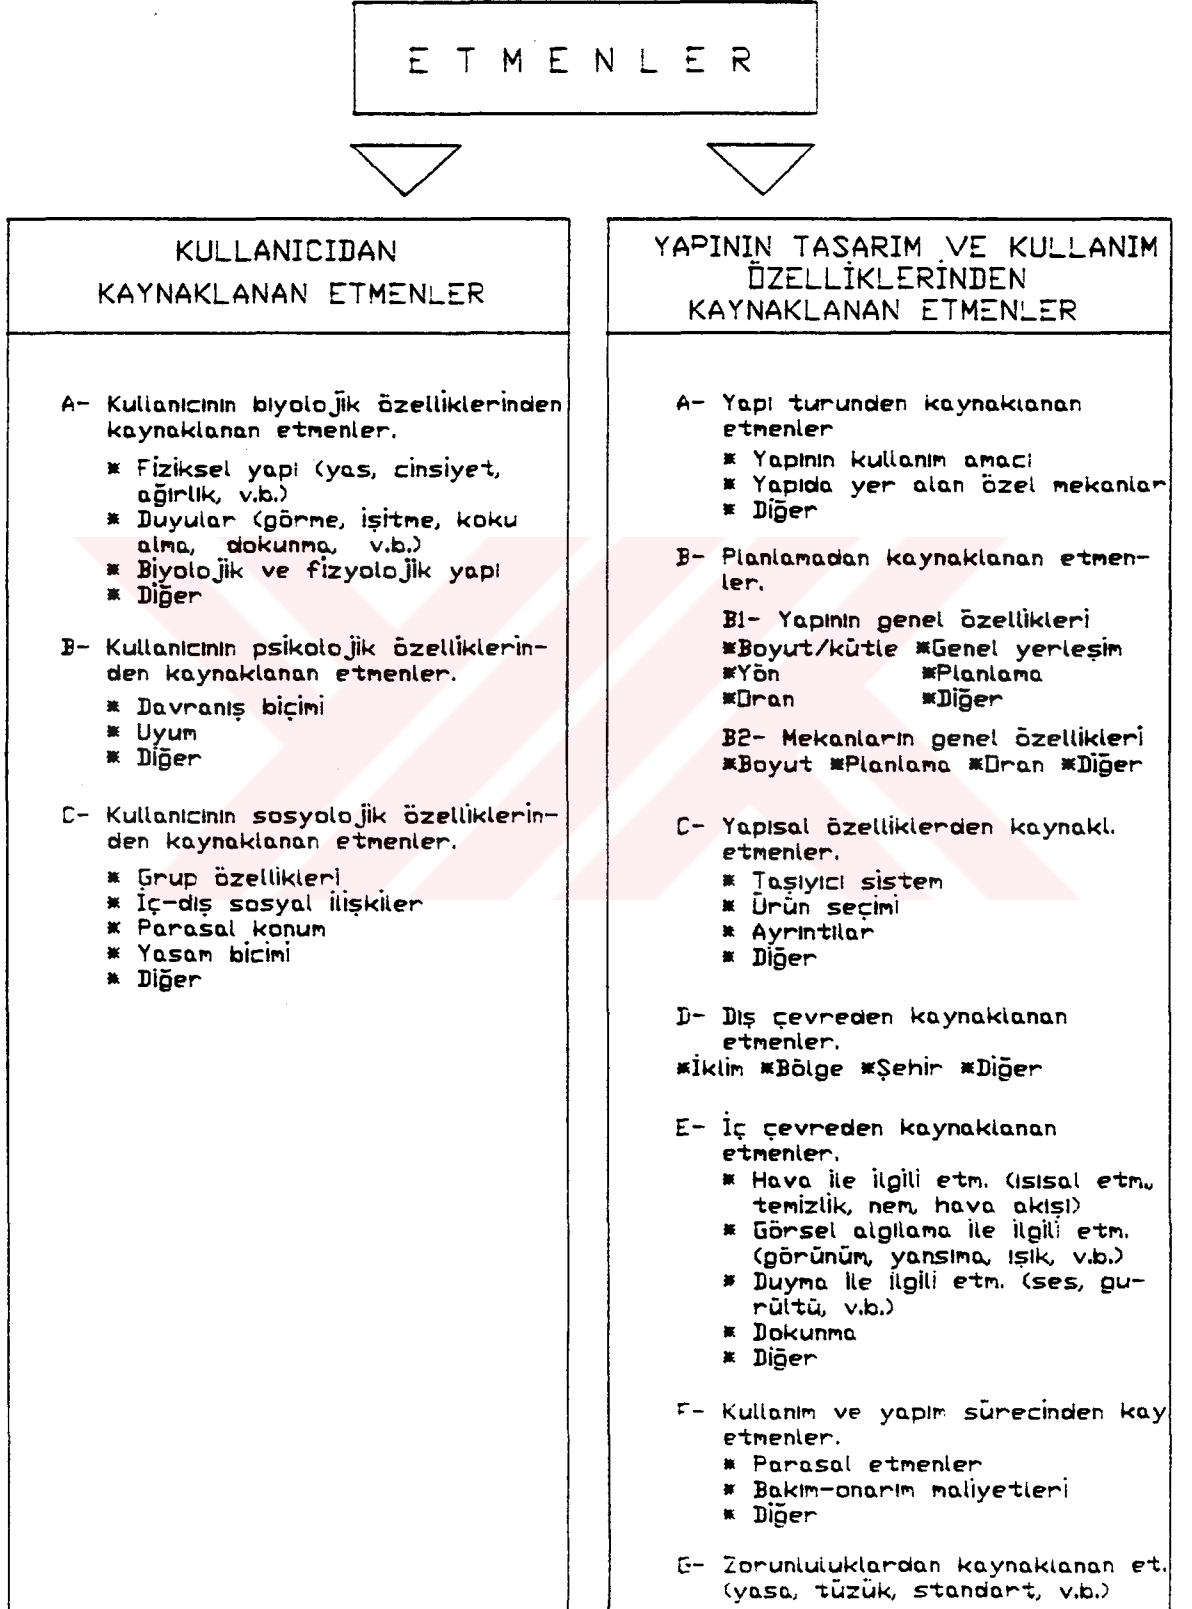 ETMENLER
KULLANICIDAN
KAYNAKLANAN ETMENLER
A- Kullanıcının biyolojik özelliklerinden
kaynaklanan etmenler.
* Fiziksel yapı (yas, cinsiyet,
ağırlık, v.b.)
* Duyular (görme, işitme, koku
alma, dokunma, v.b.)
* Biyolojik ve fizyolojik yapı
* Diğer
B- Kullanıcının psikolojik özelliklerin-
den kaynaklanan etmenler.
* Davranış biçimi
* Uyum
* Diğer
C- Kullanıcının sosyolojik özelliklerin-
den kaynaklanan etmenler.
* Grup özellikleri
* İç-dış sosyal ilişkiler
* Parasal konum
* Yasam bicimi
* Diğer
YAPININ TASARIM VE KULLANIM
ÖZELLİKLERİNDEN
KAYNAKLANAN ETMENLER
A- Yapı turunden kaynaklanan
etmenler
* Yapının kullanım amacı
* Yapıda yer alan özel mekanlar
* Diğer
B- Planlamadan kaynaklanan etmen-
ler.
B1- Yapının genel özellikleri
*Boyut/kütle *Genel yerleşim
*Yön *Planlama
*Oran *Diğer
B2- Mekanların genel özellikleri
*Boyut *Planlama *Oran *Diğer
C- Yapısal özelliklerden kaynakl.
etmenler.
* Taşıyıcı sistem
* Ürün seçimi
* Ayrıntılar
* Diğer
D- Dış çevreden kaynaklanan
etmenler.
*İklim *Bölge *Şehir *Diğer
E- İç çevreden kaynaklanan
etmenler.
* Hava ile ilgili etm. (ısısal etm.,
temizlik, nem, hava akışı)
* Görsel algılama ile ilgili etm.
(görünüm, yansıma, ışık, v.b.)
* Duyma ile ilgili etm. (ses, gu-
rültü, v.b.)
* Dokunma
* Diğer
F- Kullanım ve yapım sürecinden kay
etmenler.
* Parasal etmenler
* Bakım-onarım maliyetleri
* Diğer
G- Zorunluluklardan kaynaklanan et.
(yasa, tüzük, standart, v.b.)